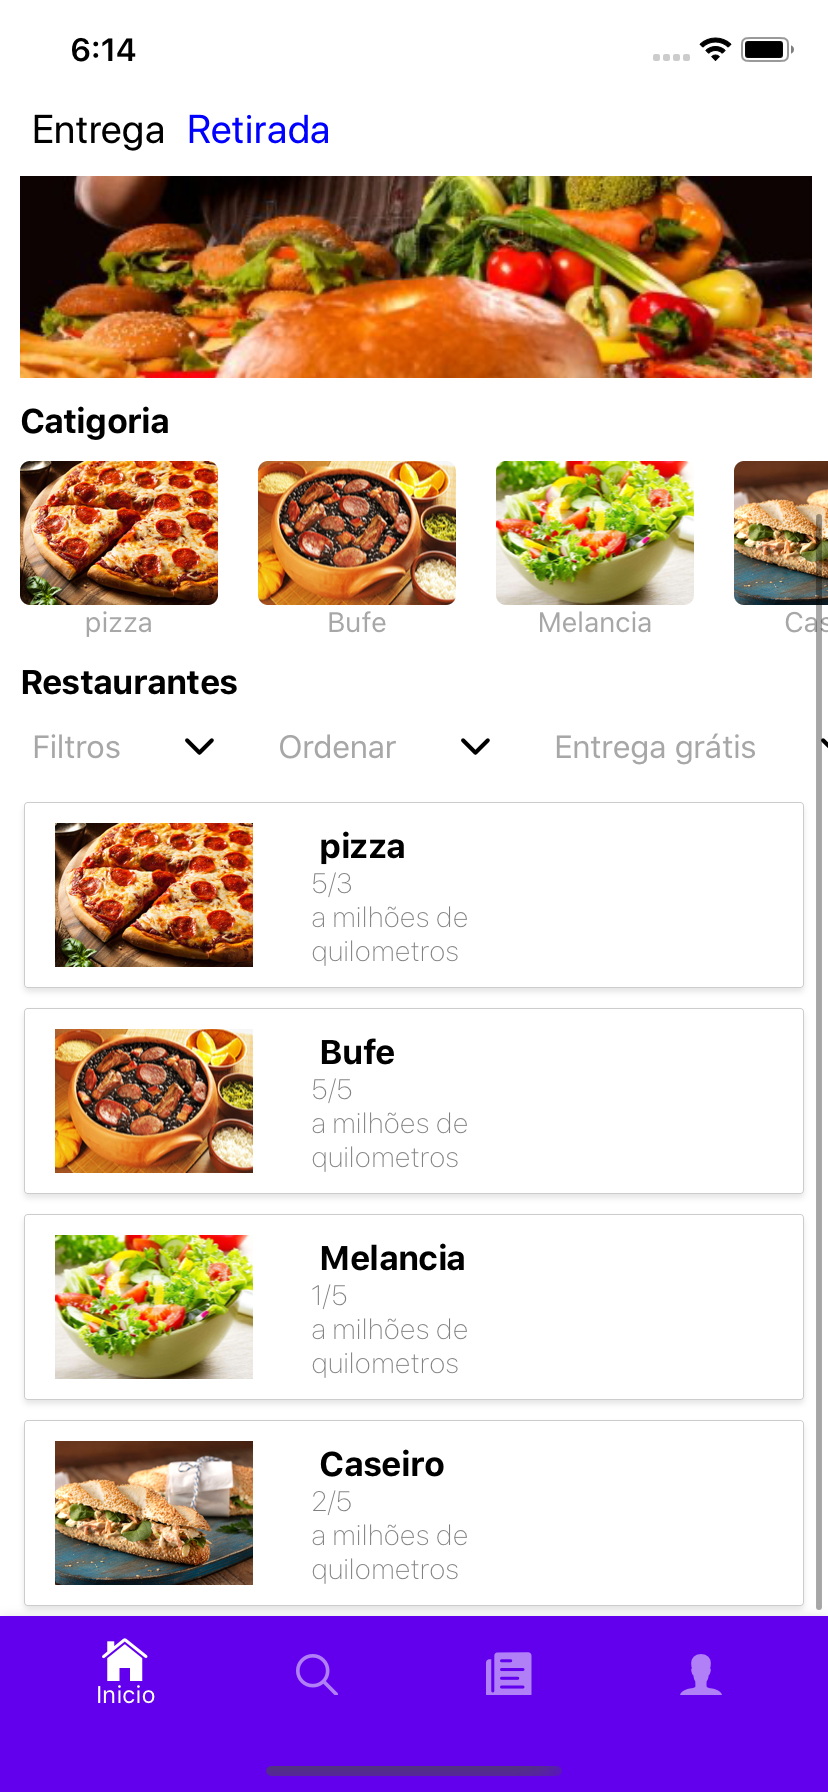 6:14
Entrega Retirada
Catigoria
pizza Bufe Melancia Cas
Restaurantes
Filtros Ordenar Entrega grátis
pizza
5/3
a milhões de
quilometros
Bufe
5/5
a milhões de
quilometros
Melancia
1/5
a milhões de
quilometros
Caseiro
2/5
a milhões de
quilometros
Inicio